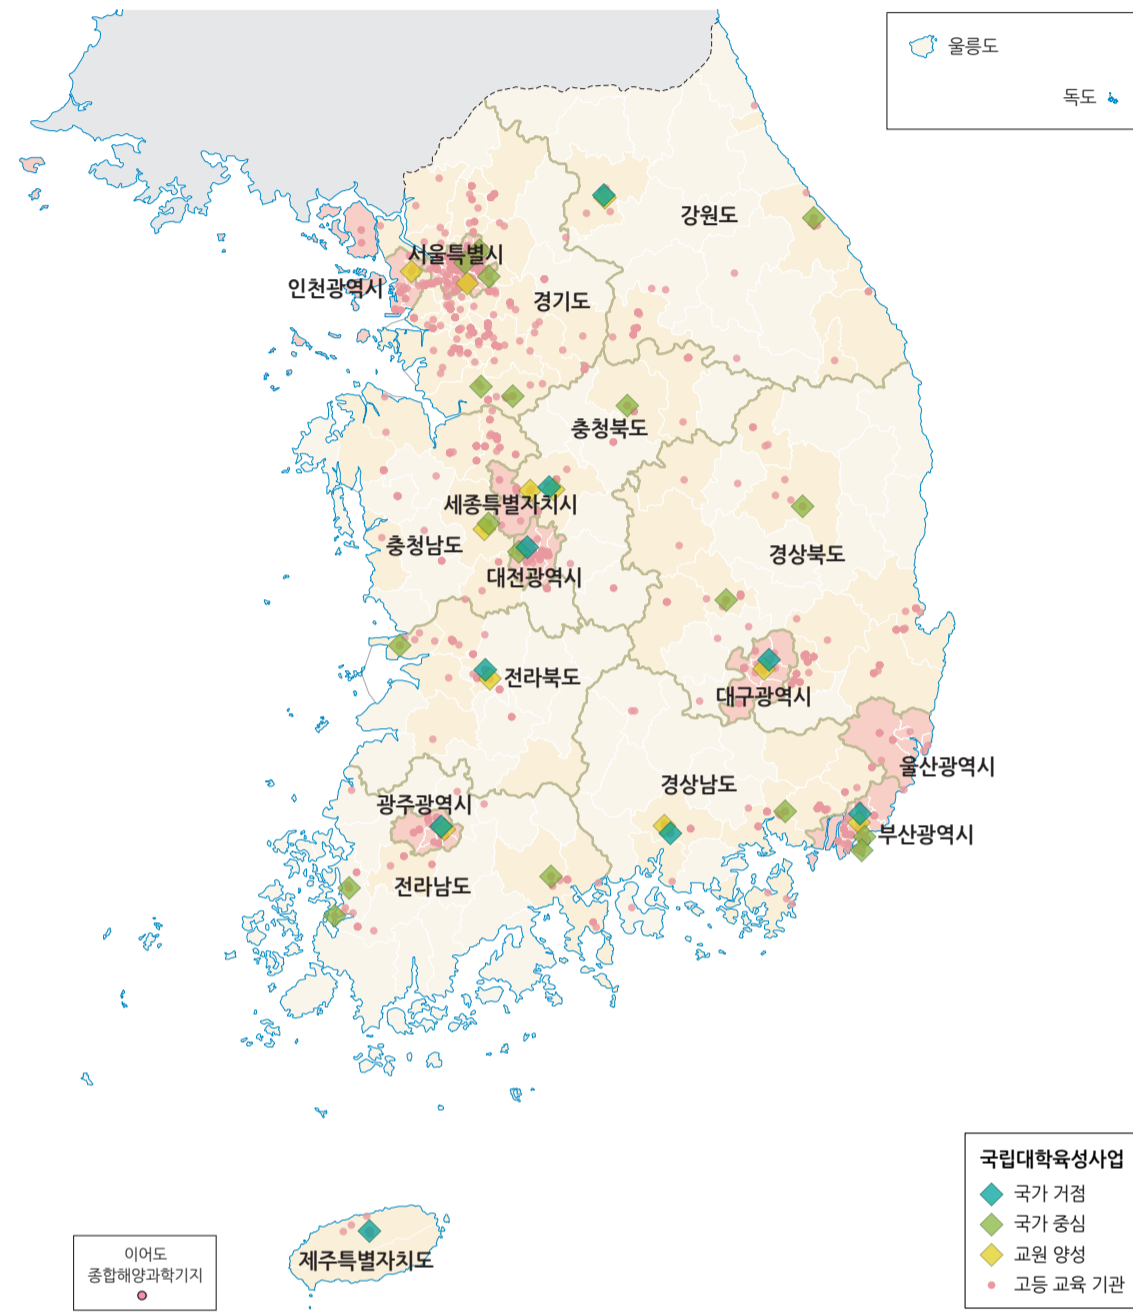 울릉도
독도
강원도
서울특별시
인천광역시
경기도
충청북도
세종특별자치시
충청남도
경상북도
대전광역시
전라북도
대구광역시
울산광역시
경상남도
광주광역시
부산광역시
전라남도
제주특별자치도
이어도
종합해양과학기지
국립대학육성사업
국가 거점
국가 중심
교원 양성
고등 교육 기관